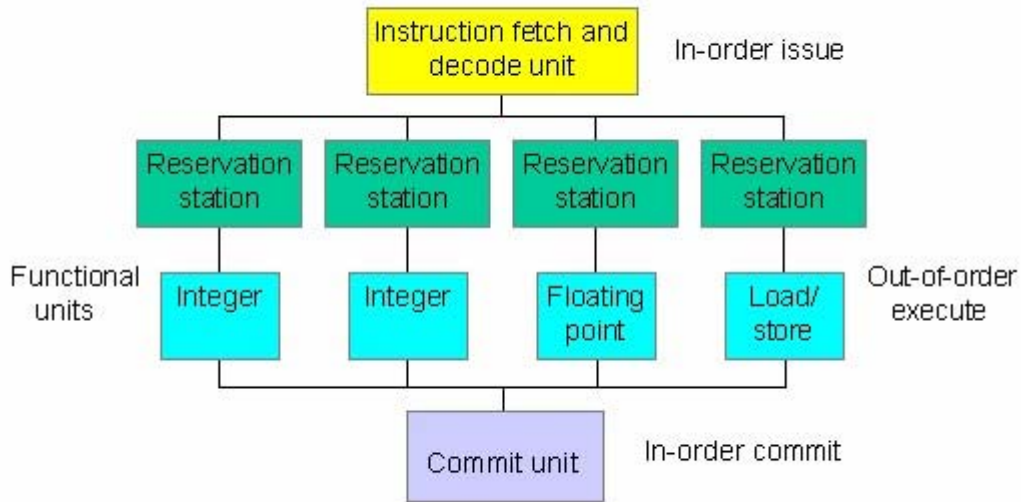 Instruction fetch and
decode unit
In-order issue
Reservation
station
Reservation
station
Reservation
station
Reservation
station
Functional
units
Integer
Integer
Floating
point
Load/
store
Out-of-order
execute
Commit unit
In-order commit